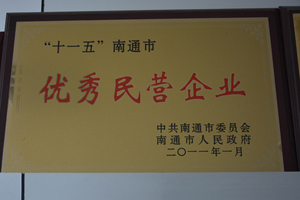 “十一五”南通市
优秀民营企业
中共南通市委员会
南通市人民政府
二〇一一年一月